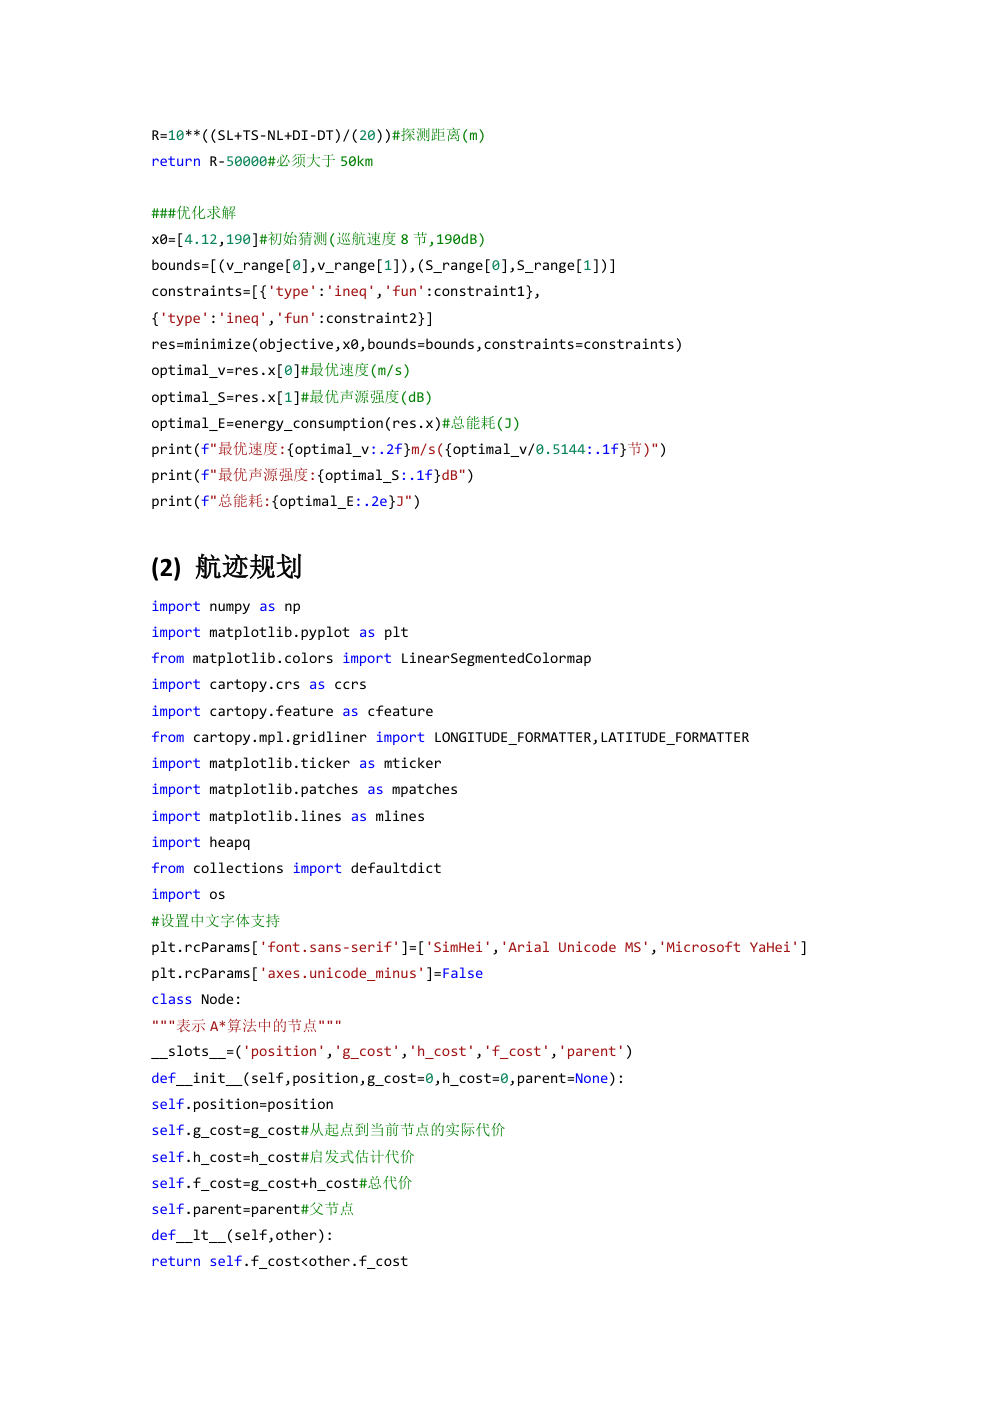 R=10**((SL+TS-NL+DI-DT)/(20))#探测距离(m)
return R-50000#必须大于50km
###优化求解
x0=[4.12,190]#初始猜测(巡航速度8节,190dB)
bounds=[(v_range[0],v_range[1]),(S_range[0],S_range[1])]
constraints=[{'type':'ineq','fun':constraint1},
{'type':'ineq','fun':constraint2}]
res=minimize(objective,x0,bounds=bounds,constraints=constraints)
optimal_v=res.x[0]#最优速度(m/s)
optimal_S=res.x[1]#最优声源强度(dB)
optimal_E=energy_consumption(res.x)#总能耗(J)
print(f"最优速度:{optimal_v:.2f}m/s({optimal_v/0.5144:.1f}节)")
print(f"最优声源强度:{optimal_S:.1f}dB")
print(f"总能耗:{optimal_E:.2e}J")
(2) 航迹规划
import numpy as np
import matplotlib.pyplot as plt
from matplotlib.colors import LinearSegmentedColormap
import cartopy.crs as ccrs
import cartopy.feature as cfeature
from cartopy.mpl.gridliner import LONGITUDE_FORMATTER,LATITUDE_FORMATTER
import matplotlib.ticker as mticker
import matplotlib.patches as mpatches
import matplotlib.lines as mlines
import heapq
from collections import defaultdict
import os
#设置中文字体支持
plt.rcParams['font.sans-serif']=['SimHei','Arial Unicode MS','Microsoft YaHei']
plt.rcParams['axes.unicode_minus']=False
class Node:
"""表示A*算法中的节点"""
__slots__=('position','g_cost','h_cost','f_cost','parent')
def__init__(self,position,g_cost=0,h_cost=0,parent=None):
self.position=position
self.g_cost=g_cost#从起点到当前节点的实际代价
self.h_cost=h_cost#启发式估计代价
self.f_cost=g_cost+h_cost#总代价
self.parent=parent#父节点
def__lt__(self,other):
return self.f_cost<other.f_cost